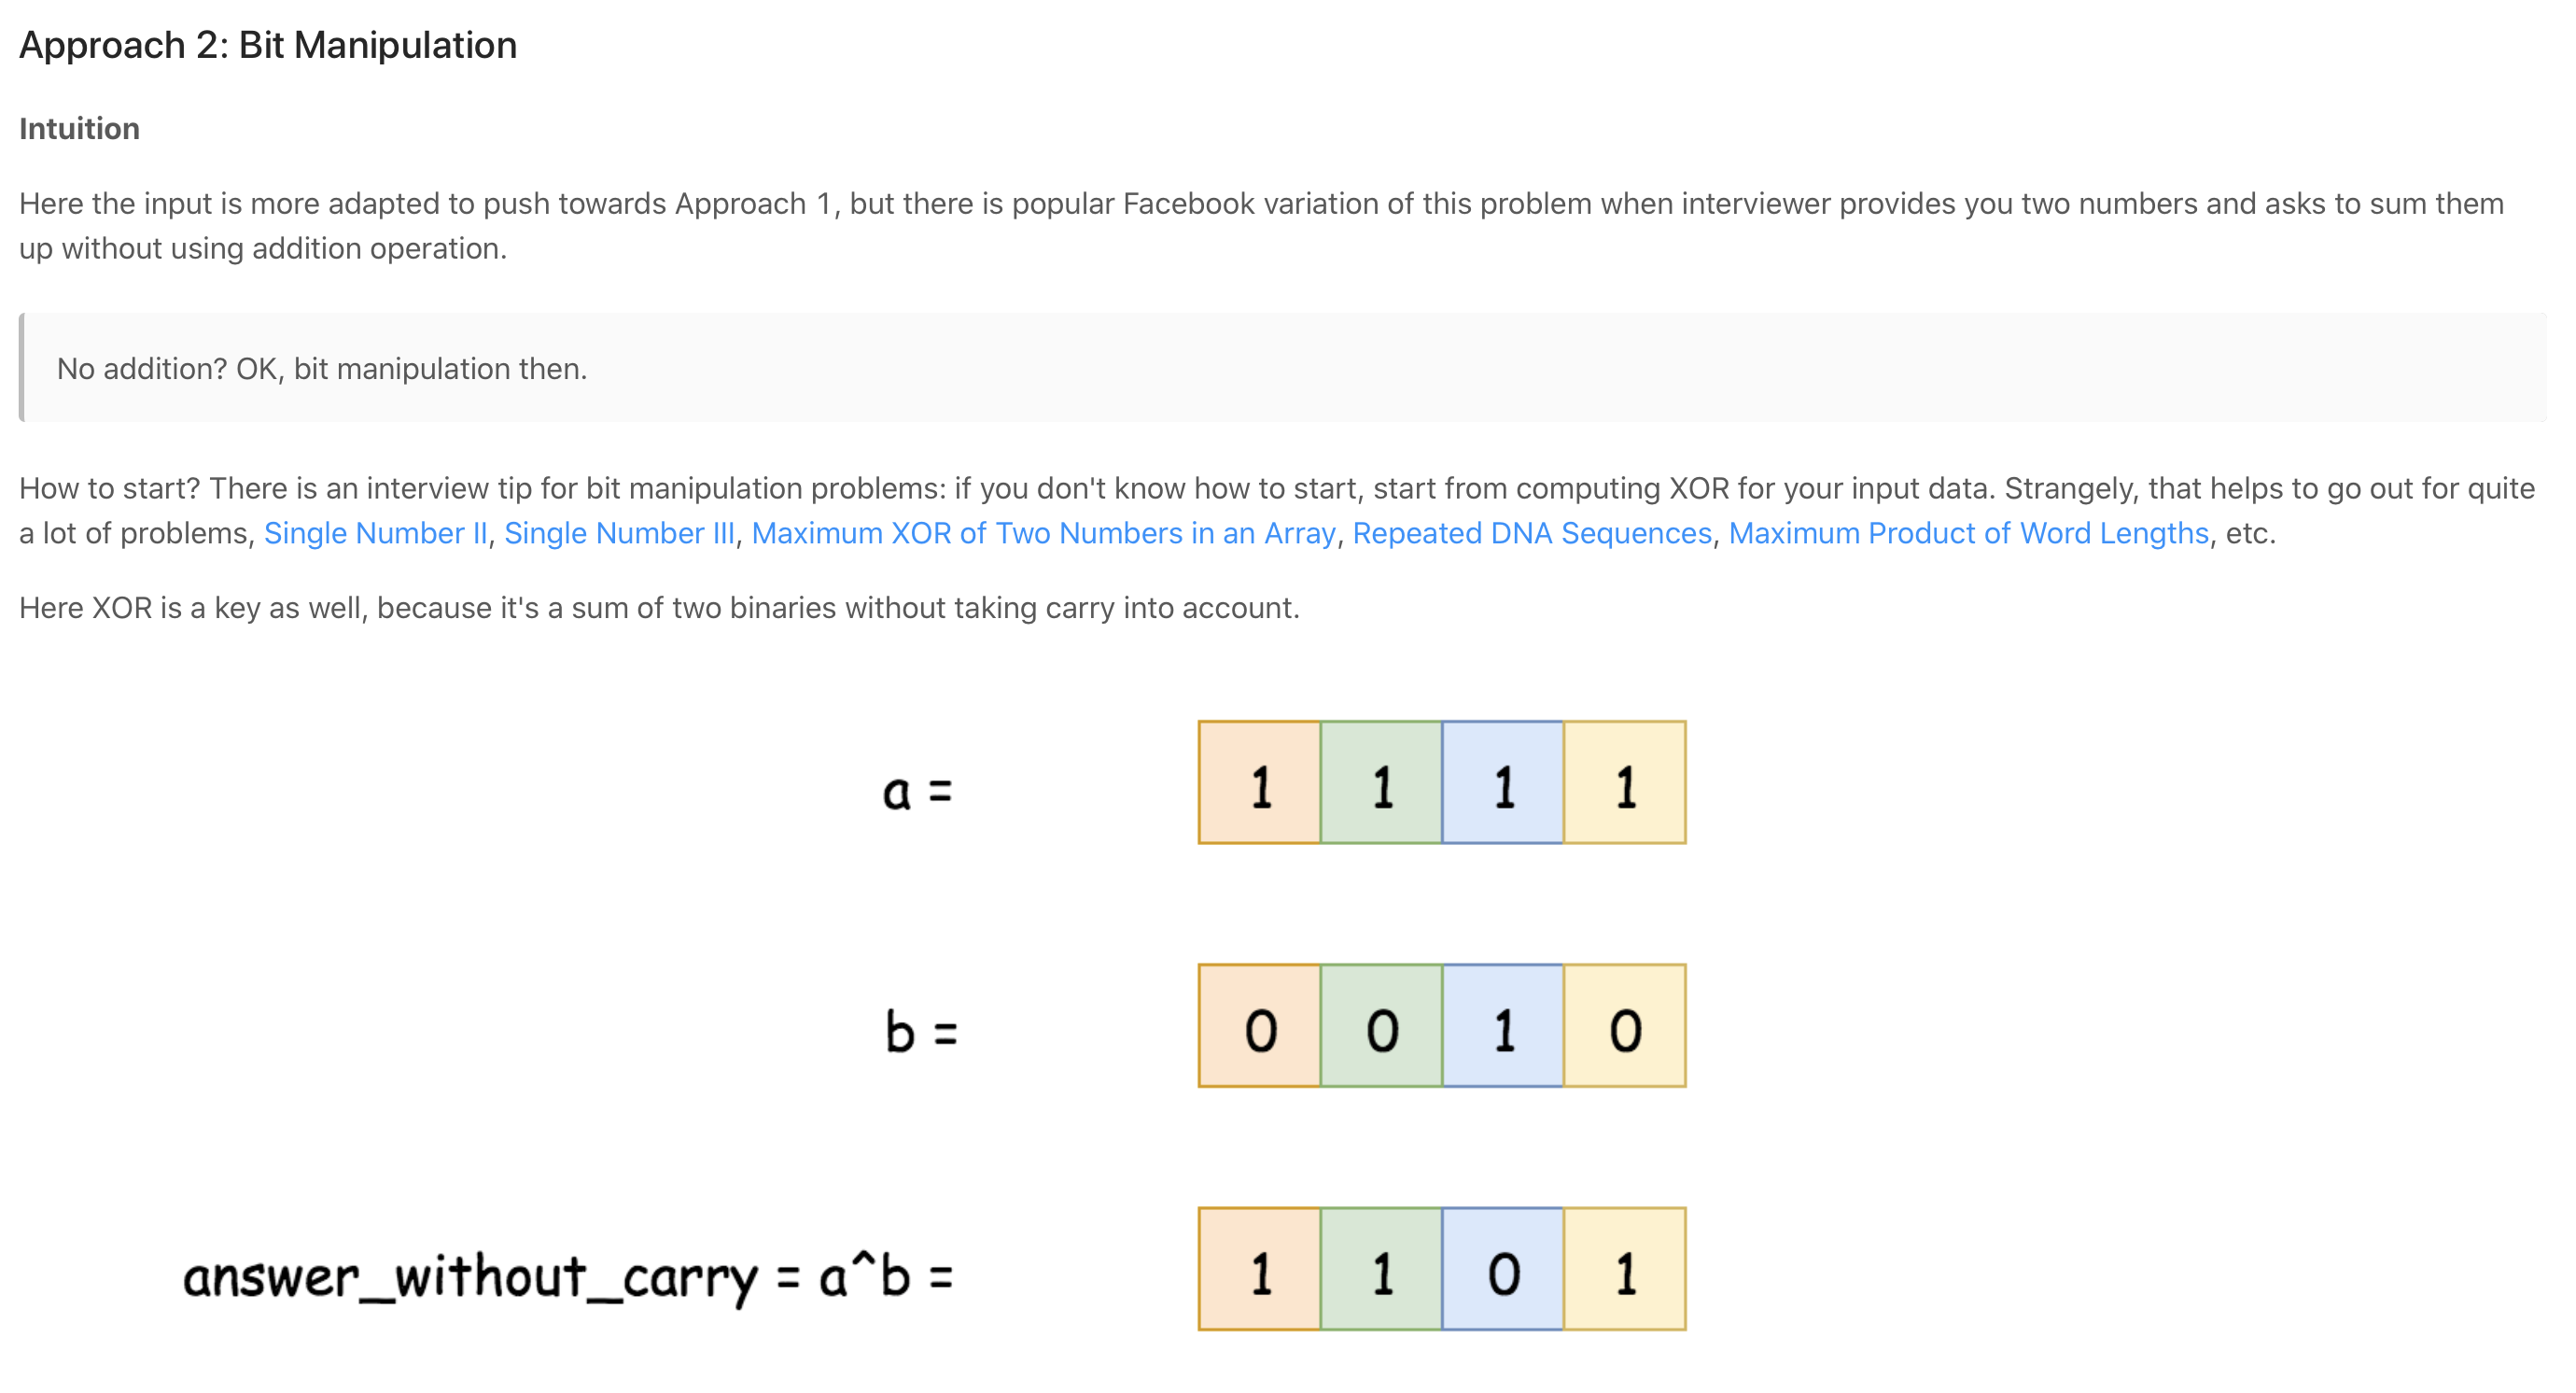 Approach 2: Bit Manipulation
Intuition
Here the input is more adapted to push towards Approach 1, but there is popular Facebook variation of this problem when interviewer provides you two numbers and asks to sum them
up without using addition operation.
No addition? OK, bit manipulation then.
How to start? There is an interview tip for bit manipulation problems: if you don't know how to start, start from computing XOR for your input data. Strangely, that helps to go out for quite
a lot of problems, Single Number II, Single Number III, Maximum XOR of Two Numbers in an Array, Repeated DNA Sequences, Maximum Product of Word Lengths, etc.
Here XOR is a key as well, because it's a sum of two binaries without taking carry into account.
a = 1 1 1 1
b = 0 0 1 0
answer_without_carry = a^b = 1 1 0 1